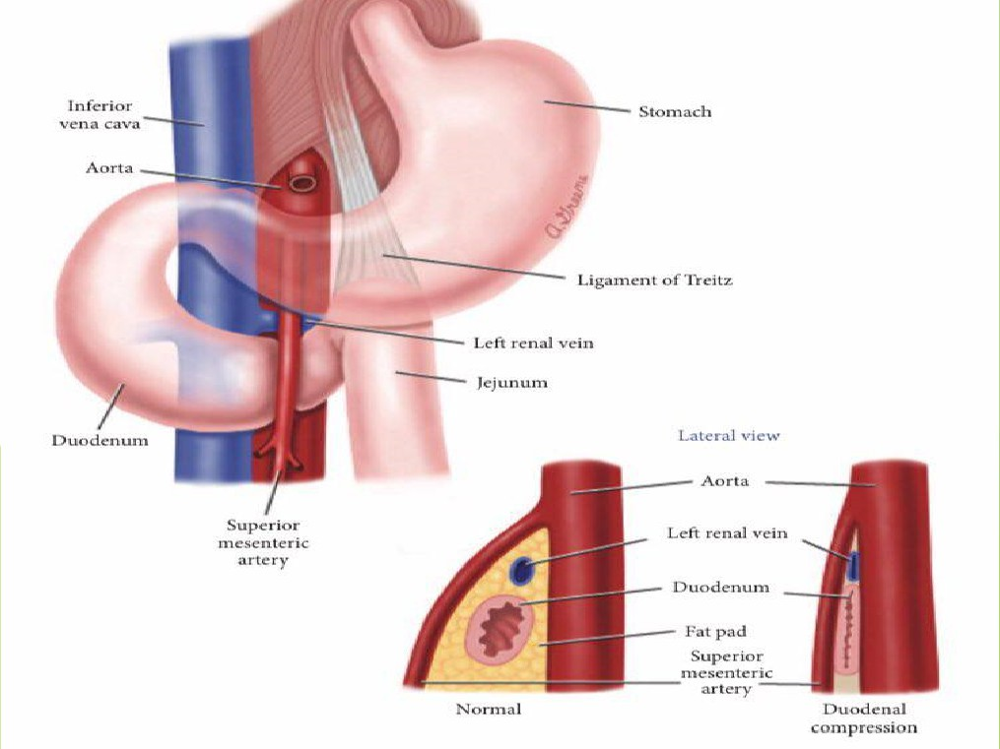 Inferior
vena cava
Aorta
Stomach
A. Greene
Ligament of Treitz
Left renal vein
Jejunum
Duodenum
Superior
mesenteric
artery
Lateral view
Aorta
Left renal vein
Duodenum
Fat pad
Superior
mesenteric
artery
Normal
Duodenal
compression